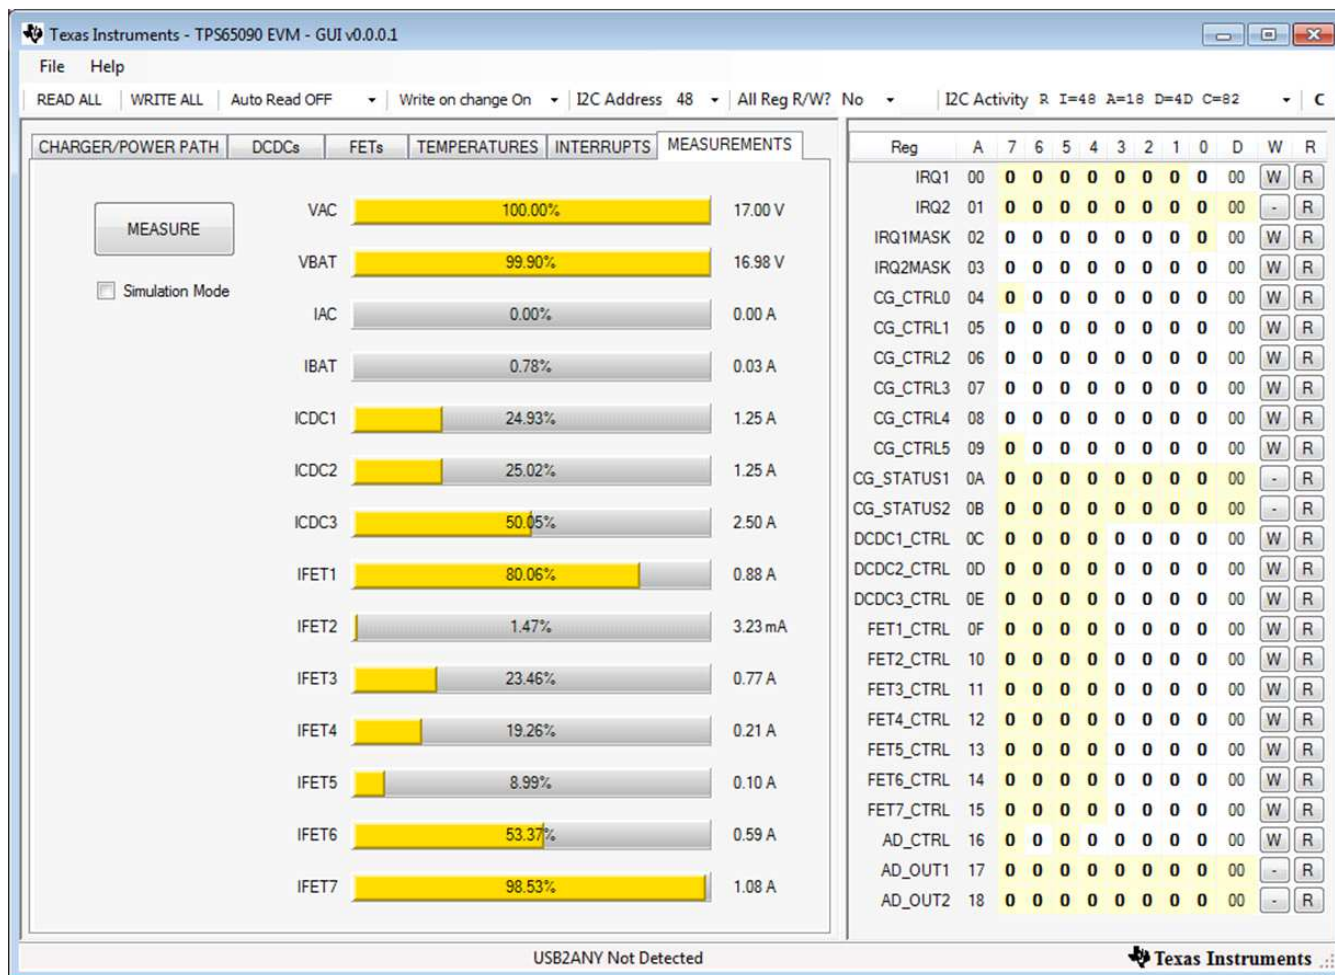 Texas Instruments - TPS65090 EVM - GUI v0.0.0.1
File Help
READ ALL WRITE ALL Auto Read OFF Write on change On I2C Address 48 All Reg R/W? No I2C Activity R I=48 A=18 D=4D C=82 C
CHARGER/POWER PATH DCDCs FETs TEMPERATURES INTERRUPTS MEASUREMENTS
MEASURE
Simulation Mode
VAC 100.00% 17.00 V
VBAT 99.90% 16.98 V
IAC 0.00% 0.00 A
IBAT 0.78% 0.03 A
ICDC1 24.93% 1.25 A
ICDC2 25.02% 1.25 A
ICDC3 50.05% 2.50 A
IFET1 80.06% 0.88 A
IFET2 1.47% 3.23 mA
IFET3 23.46% 0.77 A
IFET4 19.26% 0.21 A
IFET5 8.99% 0.10 A
IFET6 53.37% 0.59 A
IFET7 98.53% 1.08 A
Reg A 7 6 5 4 3 2 1 0 D W R
IRQ1 00 0 0 0 0 0 0 0 0 00 W R
IRQ2 01 0 0 0 0 0 0 0 0 00 - R
IRQ1MASK 02 0 0 0 0 0 0 0 0 00 W R
IRQ2MASK 03 0 0 0 0 0 0 0 0 00 W R
CG_CTRL0 04 0 0 0 0 0 0 0 0 00 W R
CG_CTRL1 05 0 0 0 0 0 0 0 0 00 W R
CG_CTRL2 06 0 0 0 0 0 0 0 0 00 W R
CG_CTRL3 07 0 0 0 0 0 0 0 0 00 W R
CG_CTRL4 08 0 0 0 0 0 0 0 0 00 W R
CG_CTRL5 09 0 0 0 0 0 0 0 0 00 W R
CG_STATUS1 0A 0 0 0 0 0 0 0 0 00 - R
CG_STATUS2 0B 0 0 0 0 0 0 0 0 00 - R
DCDC1_CTRL 0C 0 0 0 0 0 0 0 0 00 W R
DCDC2_CTRL 0D 0 0 0 0 0 0 0 0 00 W R
DCDC3_CTRL 0E 0 0 0 0 0 0 0 0 00 W R
FET1_CTRL 0F 0 0 0 0 0 0 0 0 00 W R
FET2_CTRL 10 0 0 0 0 0 0 0 0 00 W R
FET3_CTRL 11 0 0 0 0 0 0 0 0 00 W R
FET4_CTRL 12 0 0 0 0 0 0 0 0 00 W R
FET5_CTRL 13 0 0 0 0 0 0 0 0 00 W R
FET6_CTRL 14 0 0 0 0 0 0 0 0 00 W R
FET7_CTRL 15 0 0 0 0 0 0 0 0 00 W R
AD_CTRL 16 0 0 0 0 0 0 0 0 00 W R
AD_OUT1 17 0 0 0 0 0 0 0 0 00 - R
AD_OUT2 18 0 0 0 0 0 0 0 0 00 - R
USB2ANY Not Detected
Texas Instruments